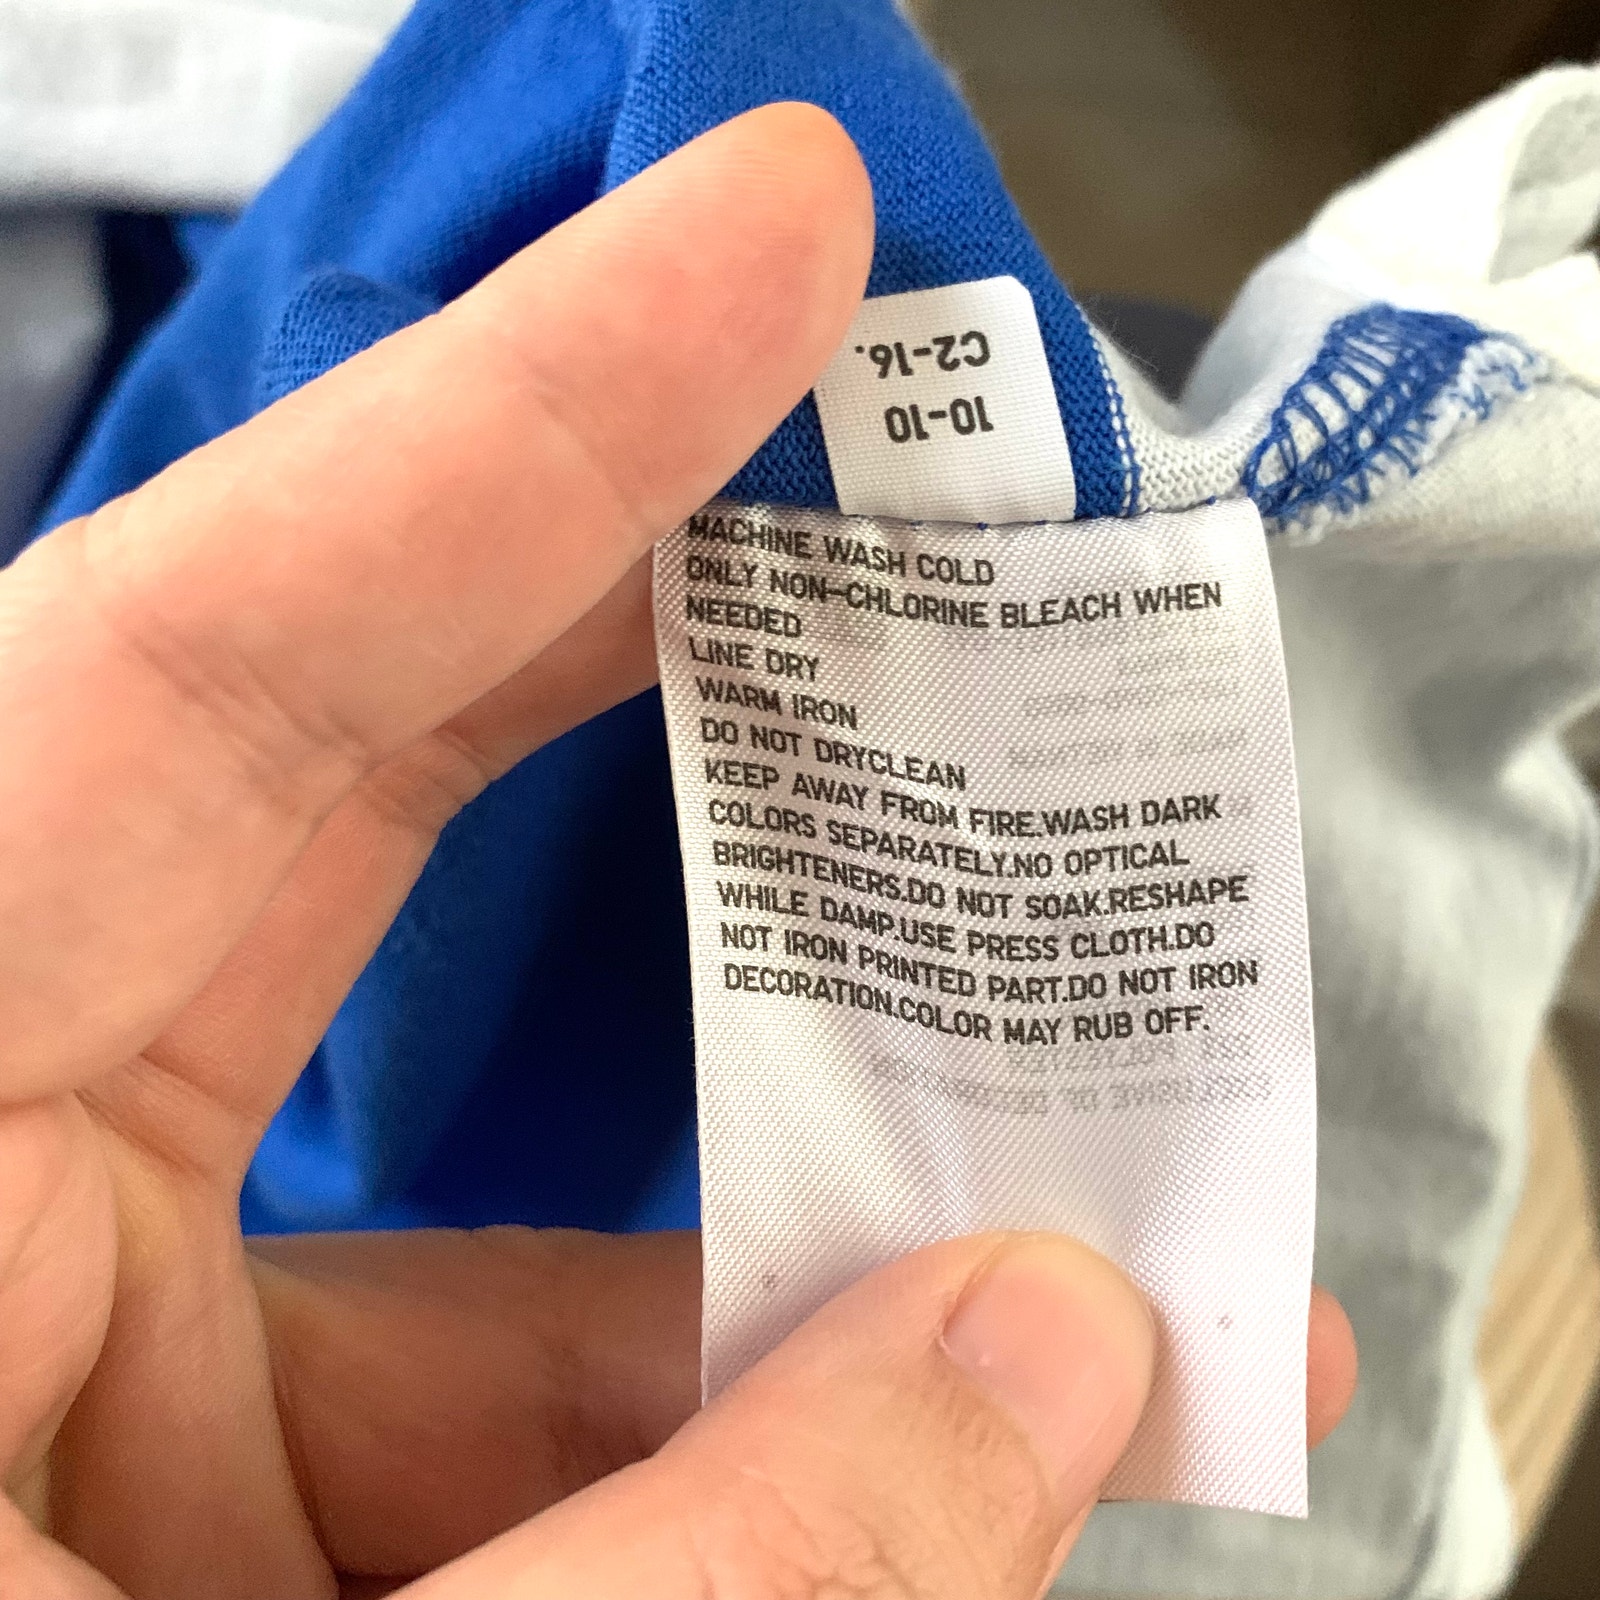 10-10
C2-16.
MACHINE WASH COLD
ONLY NON-CHLORINE BLEACH WHEN
NEEDED
LINE DRY
WARM IRON
DO NOT DRYCLEAN
KEEP AWAY FROM FIRE.WASH DARK
COLORS SEPARATELY.NO OPTICAL
BRIGHTENERS.DO NOT SOAK.RESHAPE
WHILE DAMP.USE PRESS CLOTH.DO
NOT IRON PRINTED PART.DO NOT IRON
DECORATION.COLOR MAY RUB OFF.